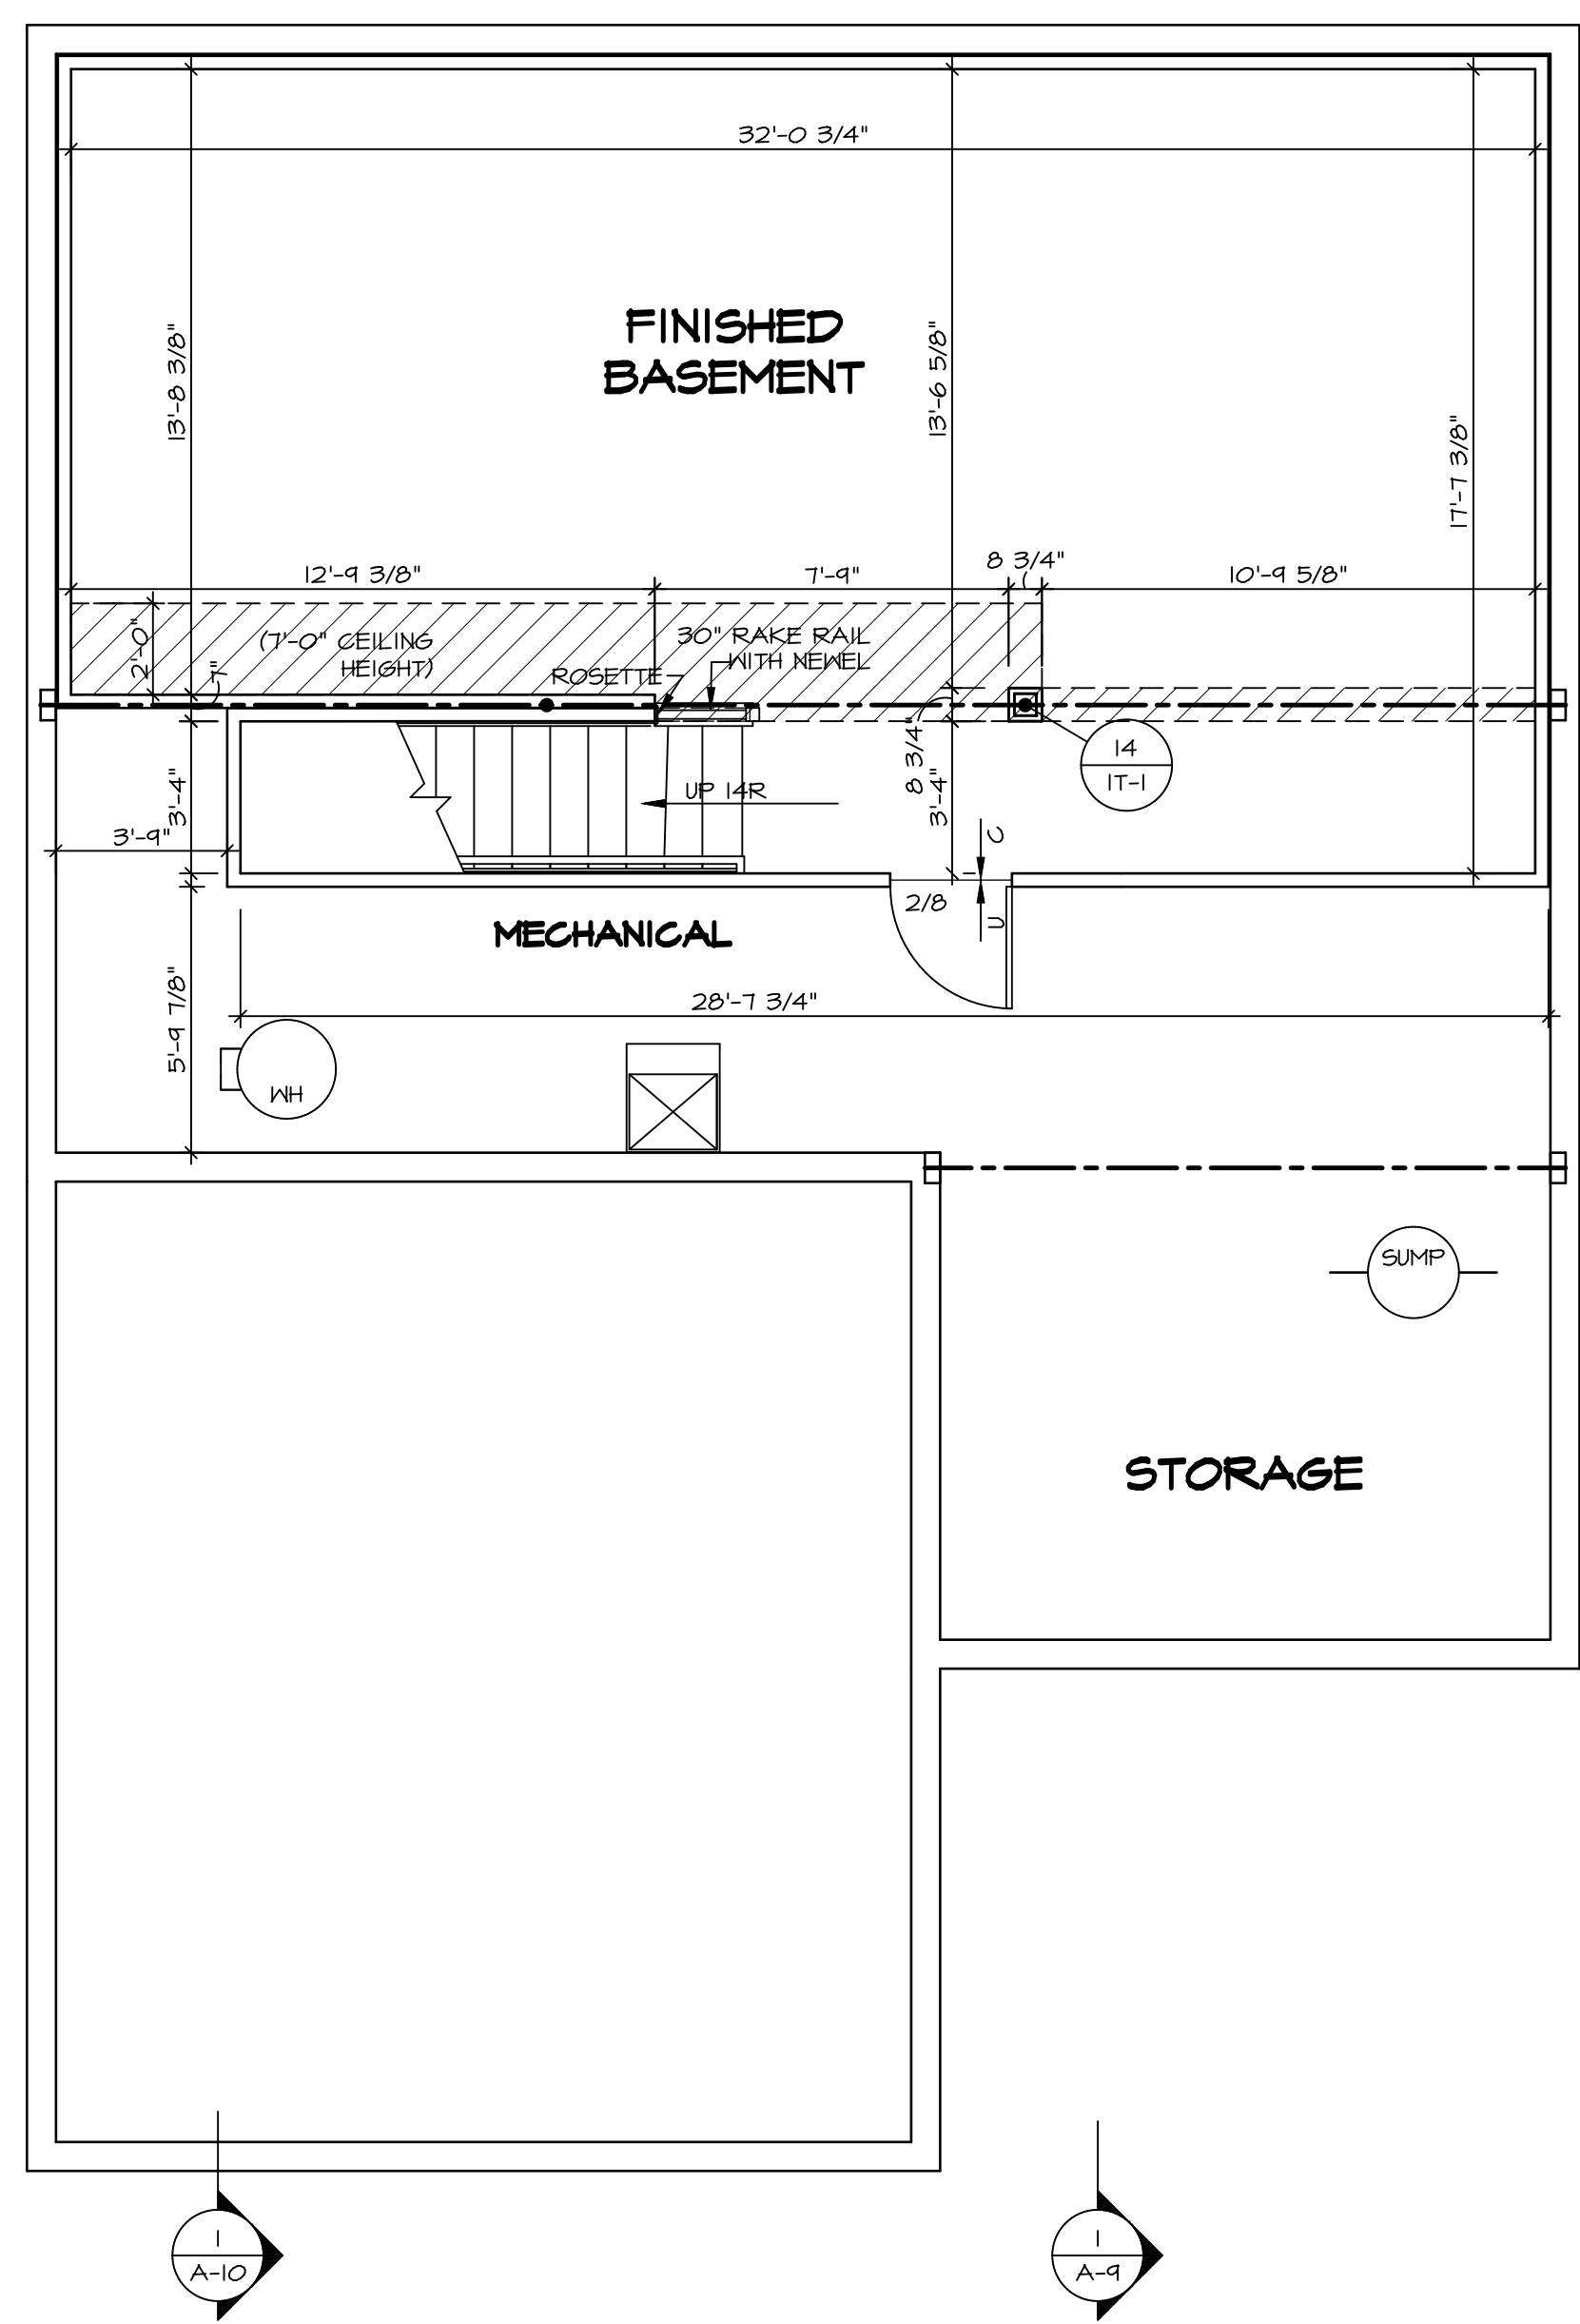 32'-0 3/4"
13'-8 3/8"
FINISHED
BASEMENT
13'-6 5/8"
17'-7 3/8"
12'-9 3/8"
7'-9"
8 3/4"
10'-9 5/8"
2'-0"
7"
(7'-0" CEILING
HEIGHT)
ROSETTE
30" RAKE RAIL
WITH NEWEL
8 3/4"
14
1T-1
3'-4"
3'-4"
UP 14R
3'-9"
C
2/8
U
MECHANICAL
5'-9 7/8"
28'-7 3/4"
WH
SUMP
STORAGE
1
A-10
1
A-9